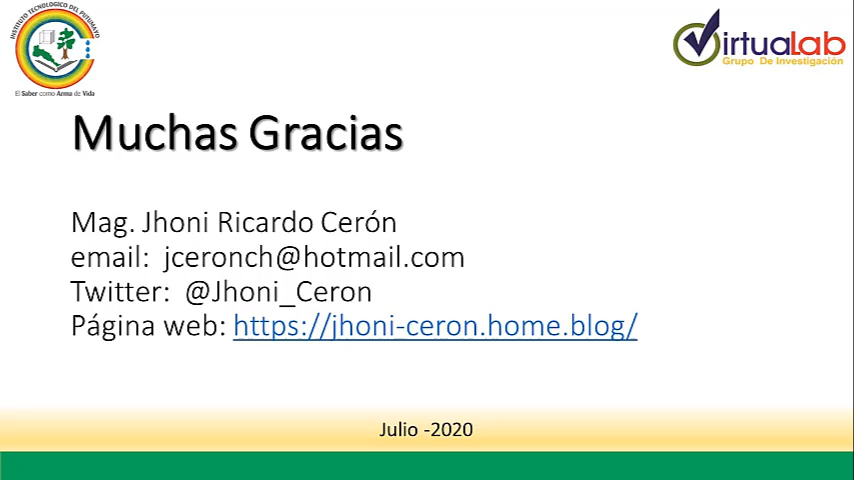 INSTITUTO TECNOLOGICO DEL PUTUMAYO
El Saber como Arma de Vida
VirtuaLab
Grupo De Investigación
Muchas Gracias
Mag. Jhoni Ricardo Cerón
email: jceronch@hotmail.com
Twitter: @Jhoni_Ceron
Página web: https://jhoni-ceron.home.blog/
Julio -2020